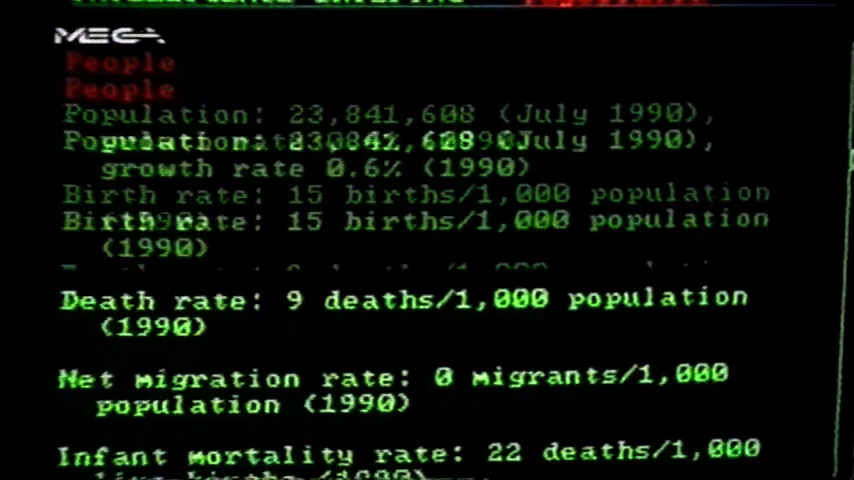 MEGA
People
People
Population: 23,841,608 (July 1990),
growth rate 0.6% (1990)
Birth rate: 15 births/1,000 population
Birth rate: 15 births/1,000 population
(1990)
Death rate: 9 deaths/1,000 population
(1990)
Net migration rate: 0 migrants/1,000
population (1990)
Infant mortality rate: 22 deaths/1,000